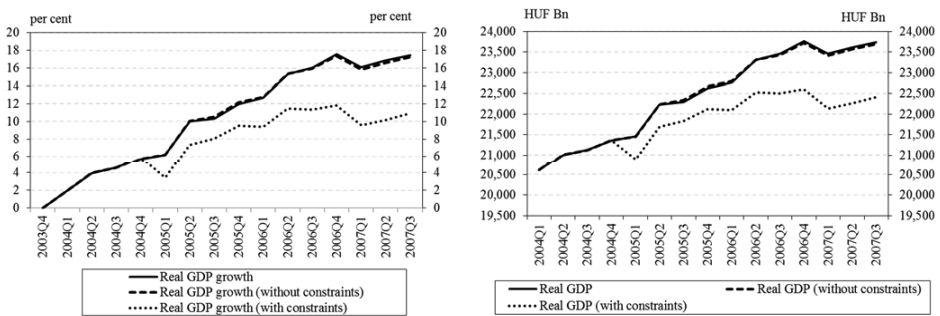 per cent
per cent
20
18
16
14
12
10
8
6
4
2
0
20
18
16
14
12
10
8
6
4
2
0
2003Q4
2004Q1
2004Q2
2004Q3
2004Q4
2005Q1
2005Q2
2005Q3
2005Q4
2006Q1
2006Q2
2006Q3
2006Q4
2007Q1
2007Q2
2007Q3
Real GDP growth
Real GDP growth (without constraints)
Real GDP growth (with constraints)
HUF Bn
HUF Bn
24,000
23,500
23,000
22,500
22,000
21,500
21,000
20,500
20,000
19,500
24,000
23,500
23,000
22,500
22,000
21,500
21,000
20,500
20,000
19,500
2004Q1
2004Q2
2004Q3
2004Q4
2005Q1
2005Q2
2005Q3
2005Q4
2006Q1
2006Q2
2006Q3
2006Q4
2007Q1
2007Q2
2007Q3
Real GDP
Real GDP (without constraints)
Real GDP (with constraints)